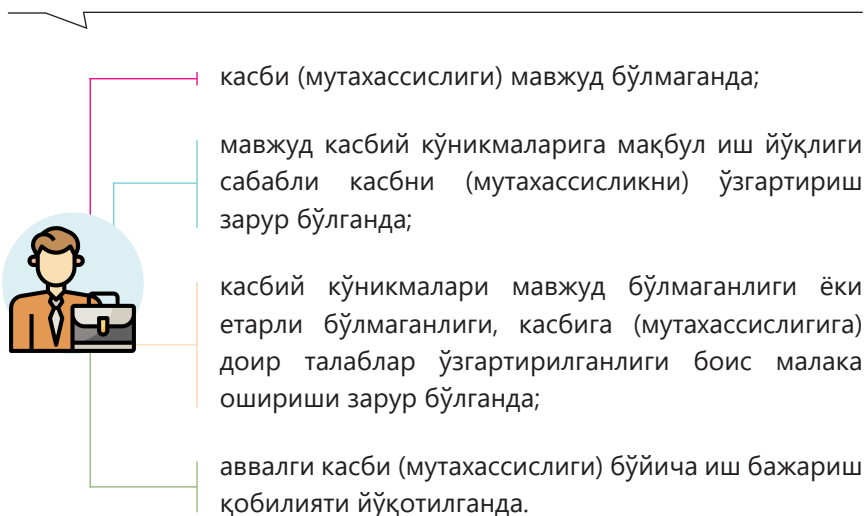 касби (мутахассислиги) мавжуд бўлмаганда;
мавжуд касбий кўникмаларига мақбул иш йўқлиги
сабабли касбни (мутахассисликни) ўзгартириш
зарур бўлганда;
касбий кўникмалари мавжуд бўлмаганлиги ёки
етарли бўлмаганлиги, касбига (мутахассислигига)
доир талаблар ўзгартирилганлиги боис малака
ошириши зарур бўлганда;
аввалги касби (мутахассислиги) бўйича иш бажариш
қобилияти йўқотилганда.